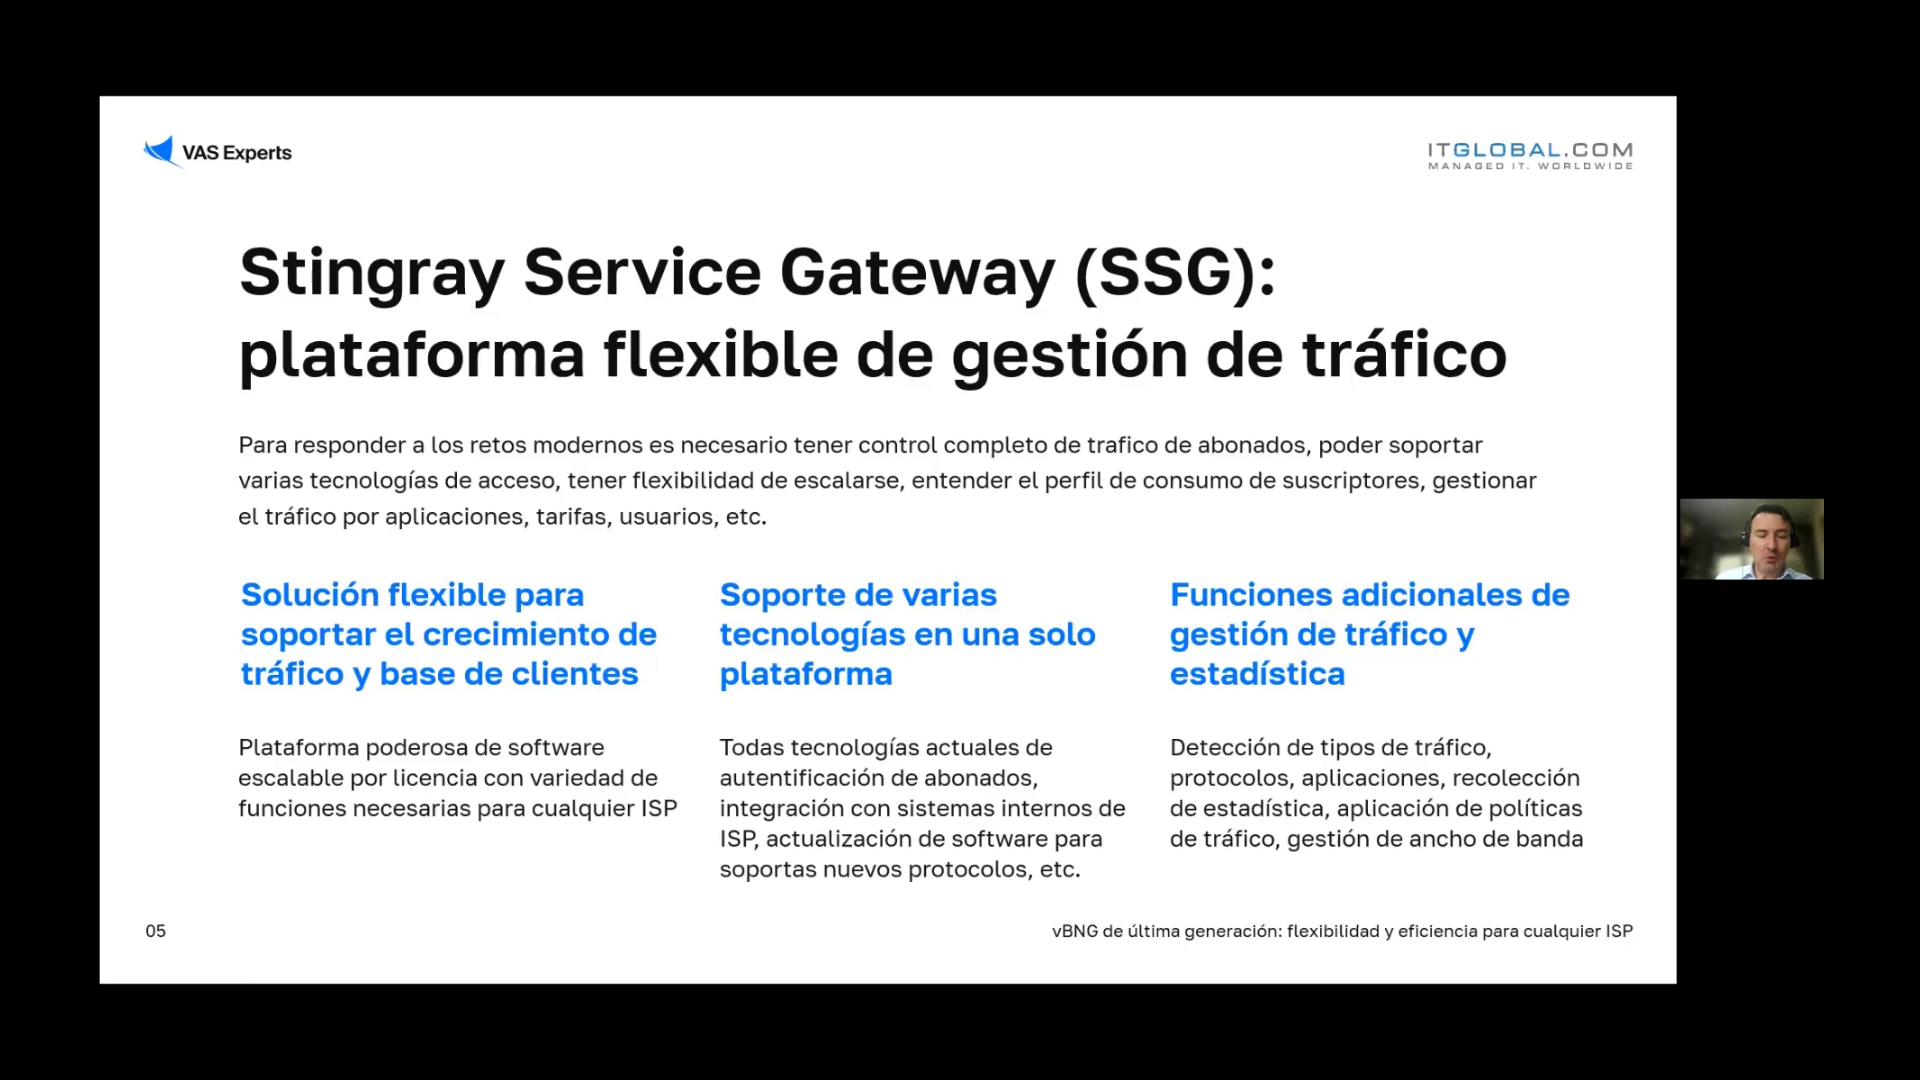 VAS Experts
ITGLOBAL.COM
MANAGED IT. WORLDWIDE
Stingray Service Gateway (SSG):
plataforma flexible de gestión de tráfico
Para responder a los retos modernos es necesario tener control completo de trafico de abonados, poder soportar
varias tecnologías de acceso, tener flexibilidad de escalarse, entender el perfil de consumo de suscriptores, gestionar
el tráfico por aplicaciones, tarifas, usuarios, etc.
Solución flexible para
soportar el crecimiento de
tráfico y base de clientes
Plataforma poderosa de software
escalable por licencia con variedad de
funciones necesarias para cualquier ISP
Soporte de varias
tecnologías en una solo
plataforma
Todas tecnologías actuales de
autentificación de abonados,
integración con sistemas internos de
ISP, actualización de software para
soportas nuevos protocolos, etc.
Funciones adicionales de
gestión de tráfico y
estadística
Detección de tipos de tráfico,
protocolos, aplicaciones, recolección
de estadística, aplicación de políticas
de tráfico, gestión de ancho de banda
05
vBNG de última generación: flexibilidad y eficiencia para cualquier ISP